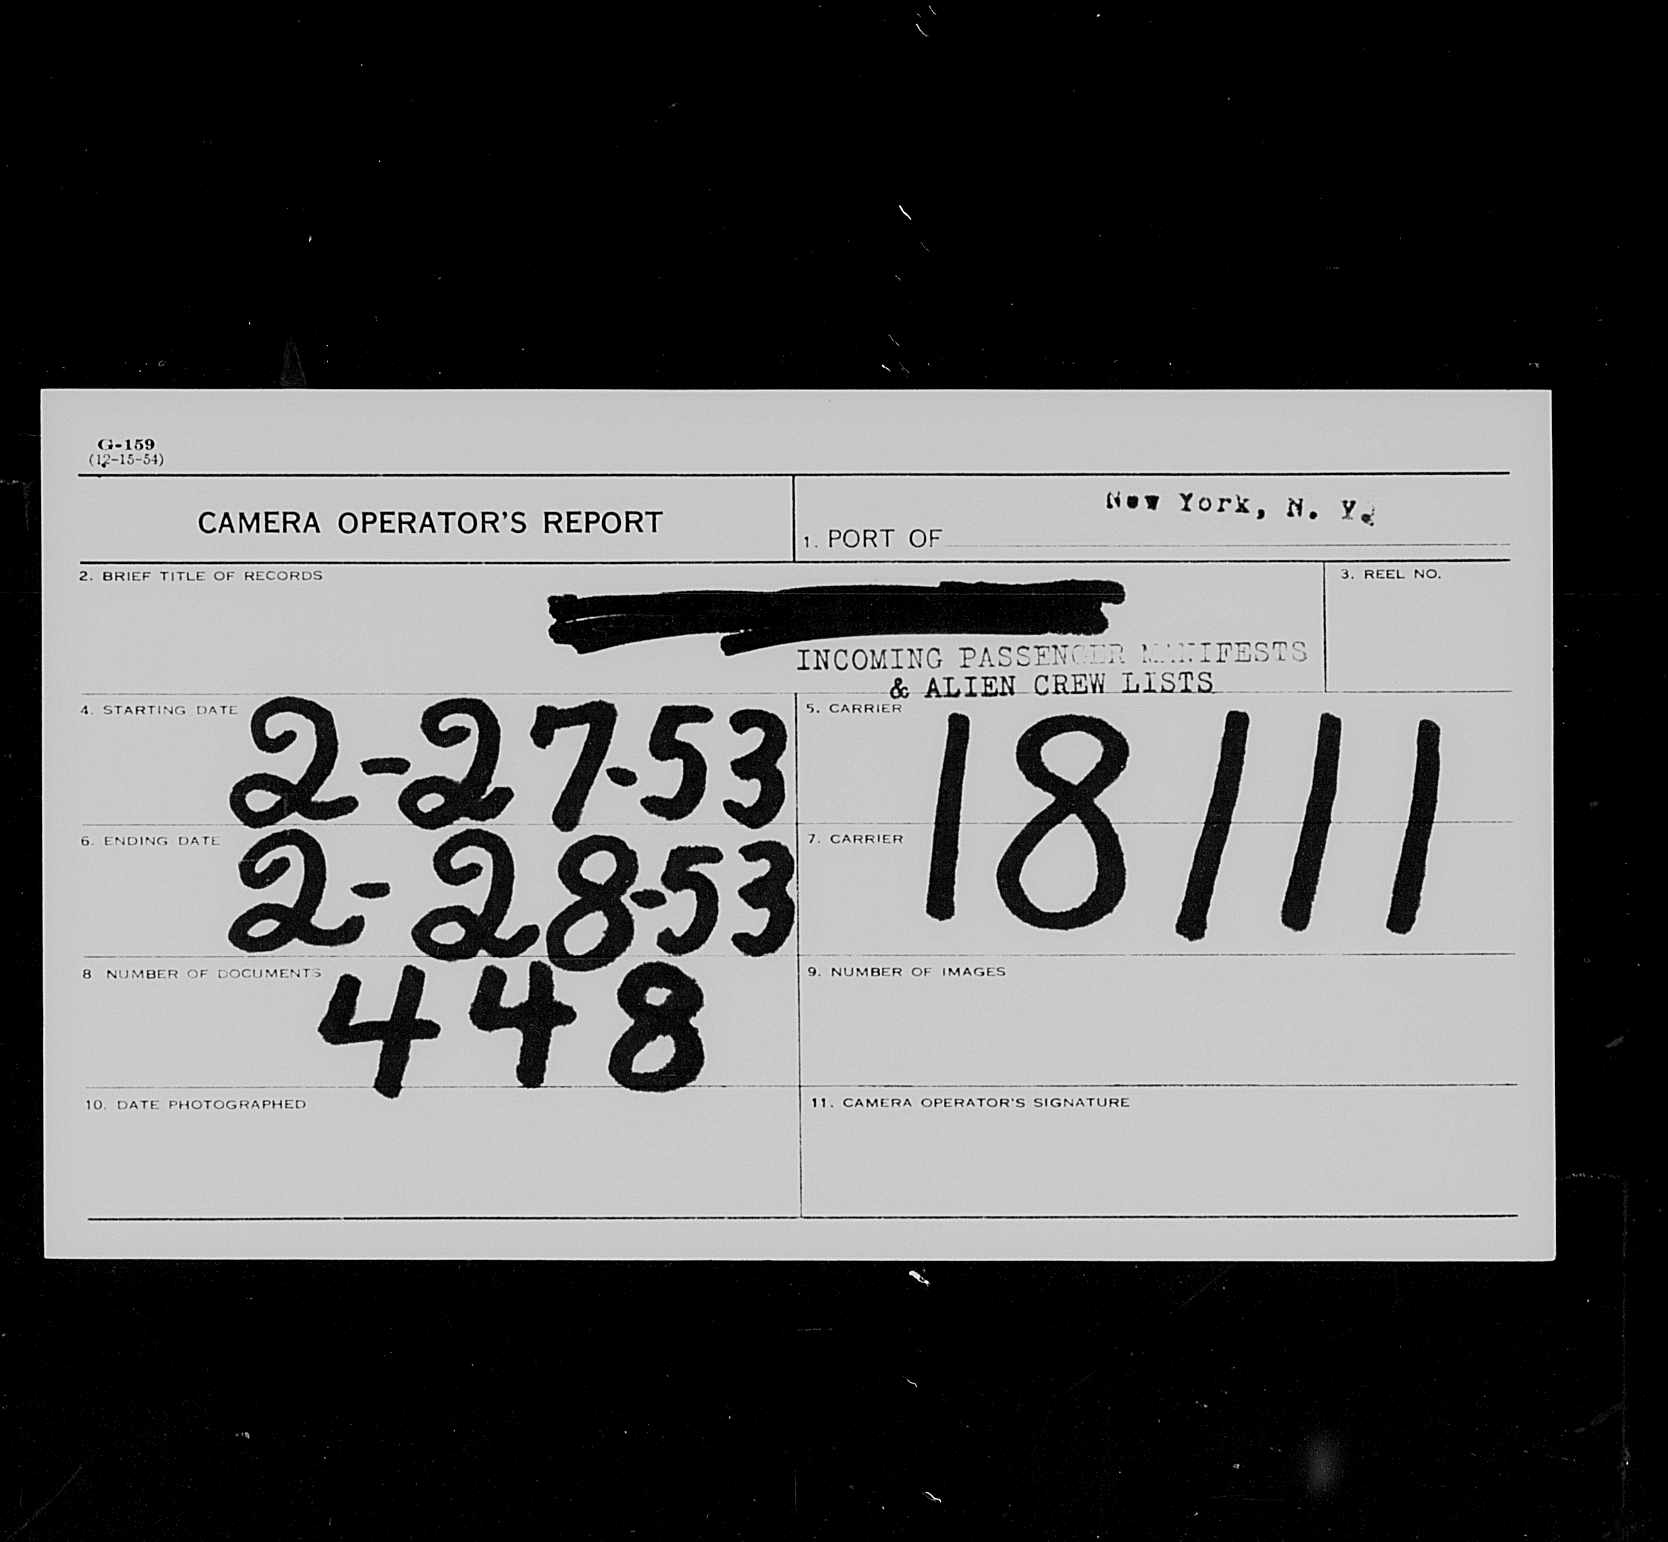 G-159
(12-15-54)
CAMERA OPERATOR'S REPORT
1. PORT OF New York, N. Y.
2. BRIEF TITLE OF RECORDS
3. REEL NO.
INCOMING PASSENGER MANIFESTS
& ALIEN CREW LISTS
4. STARTING DATE 2-27-53
5. CARRIER
18111
6. ENDING DATE 2-28-53
7. CARRIER
8 NUMBER OF DOCUMENTS 448
9. NUMBER OF IMAGES
10. DATE PHOTOGRAPHED
11. CAMERA OPERATOR'S SIGNATURE